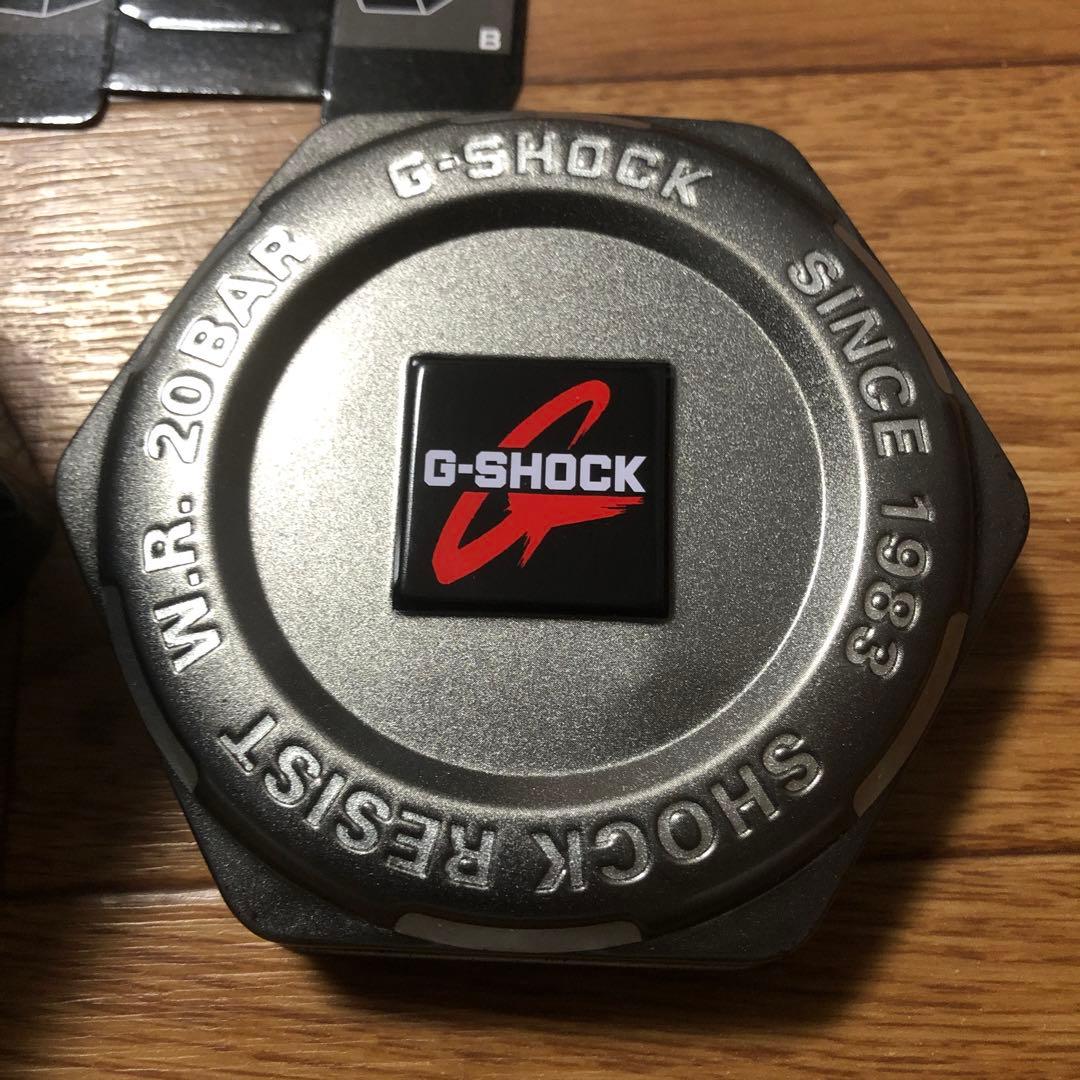 B
G-SHOCK
SINCE 1983
SHOCK RESIST
W.R. 20BAR
G-SHOCK